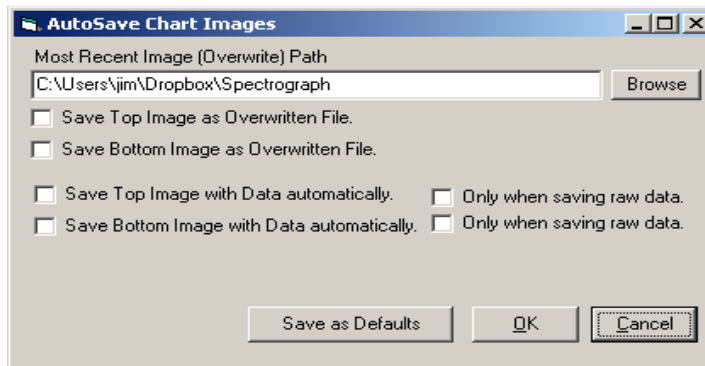 AutoSave Chart Images
Most Recent Image (Overwrite) Path
C:\Users\jim\Dropbox\Spectrograph Browse
Save Top Image as Overwritten File.
Save Bottom Image as Overwritten File.
Save Top Image with Data automatically. Only when saving raw data.
Save Bottom Image with Data automatically. Only when saving raw data.
Save as Defaults OK Cancel